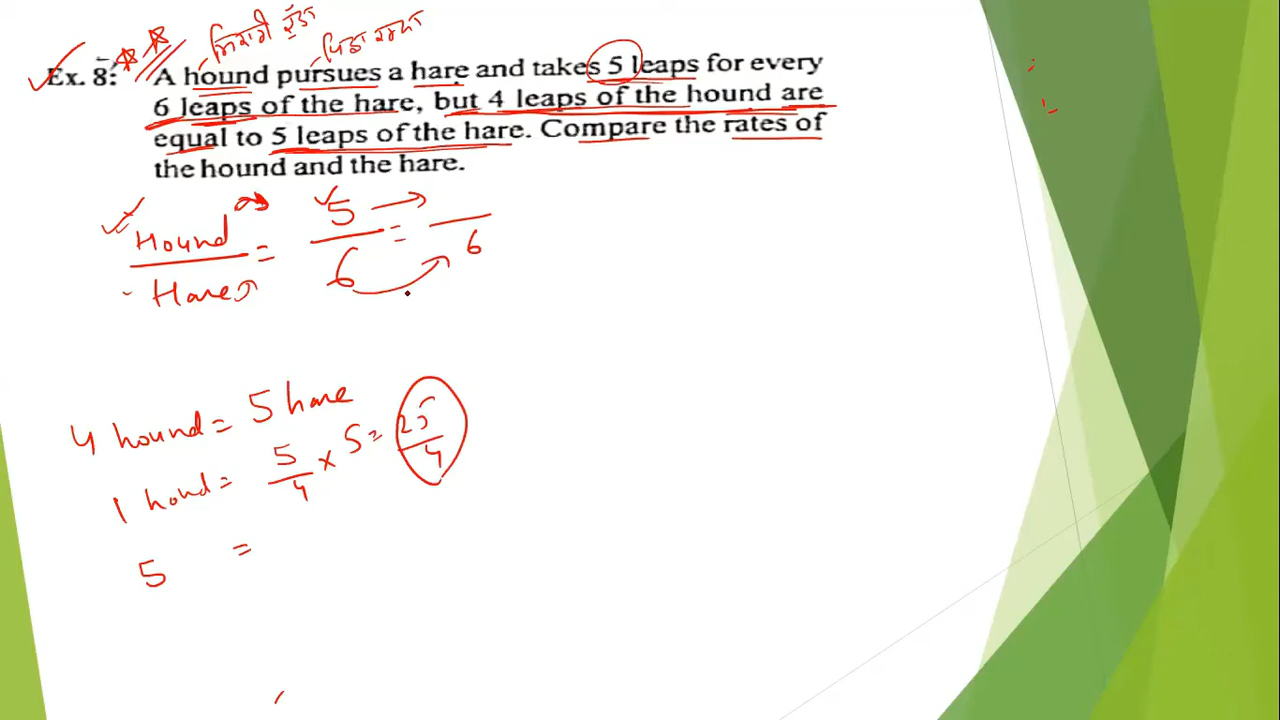 ਸ਼ਿਕਾਰੀ ਕੁੱਤਾ
ਪਿੱਛਾ ਕਰਨਾ
Ex. 8: A hound pursues a hare and takes 5 leaps for every
6 leaps of the hare, but 4 leaps of the hound are
equal to 5 leaps of the hare. Compare the rates of
the hound and the hare.
Hound / Hare = 5/6 = /6
4 hound = 5 hare
1 hond = 5/4 × 5 = 25/4
5 =